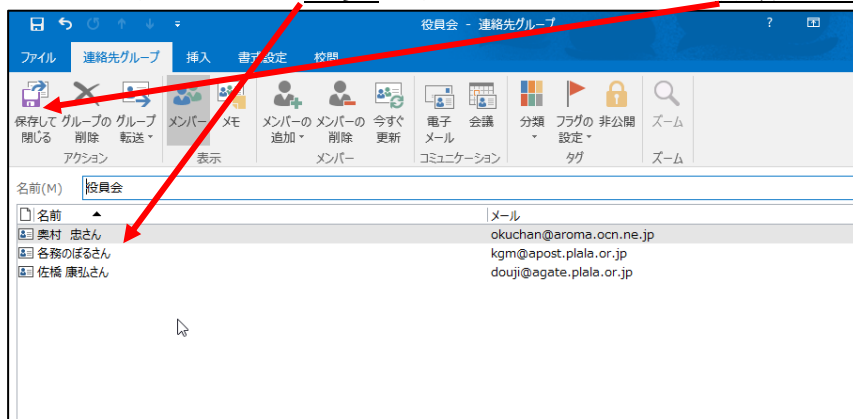 役員会 - 連絡先グループ
?
ファイル 連絡先グループ 挿入 書式設定 校閲
保存して閉じる グループの削除 グループ転送 メンバー メモ メンバーの追加 メンバーの削除 今すぐ更新 電子メール 会議 分類 フラグの設定 非公開 ズーム
アクション 表示 メンバー コミュニケーション タグ ズーム
名前(M) 役員会
名前 メール
奥村 忠さん okuchan@aroma.ocn.ne.jp
各務のぼるさん kgm@apost.plala.or.jp
佐橋 康弘さん douji@agate.plala.or.jp